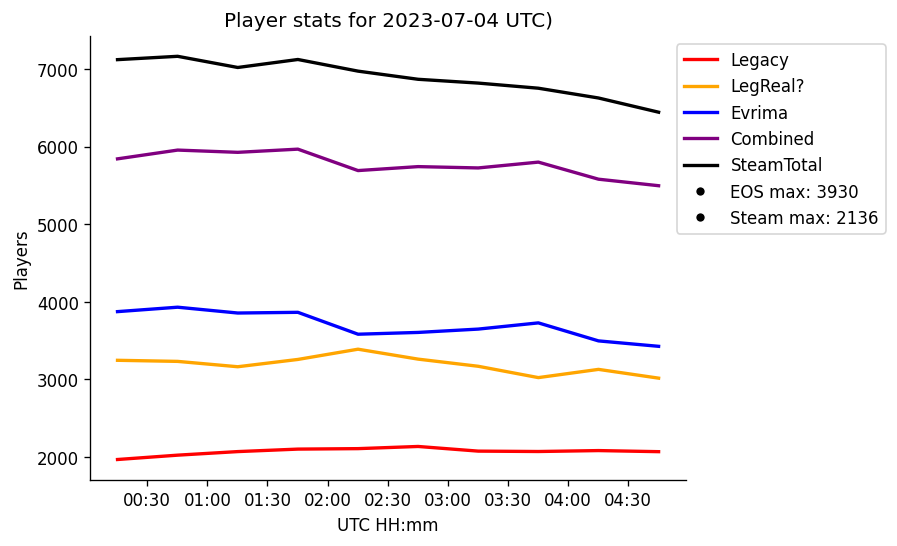 Player stats for 2023-07-04 UTC)
Legacy
LegReal?
Evrima
Combined
SteamTotal
EOS max: 3930
Steam max: 2136
7000
6000
5000
4000
3000
2000
Players
00:30 01:00 01:30 02:00 02:30 03:00 03:30 04:00 04:30
UTC HH:mm